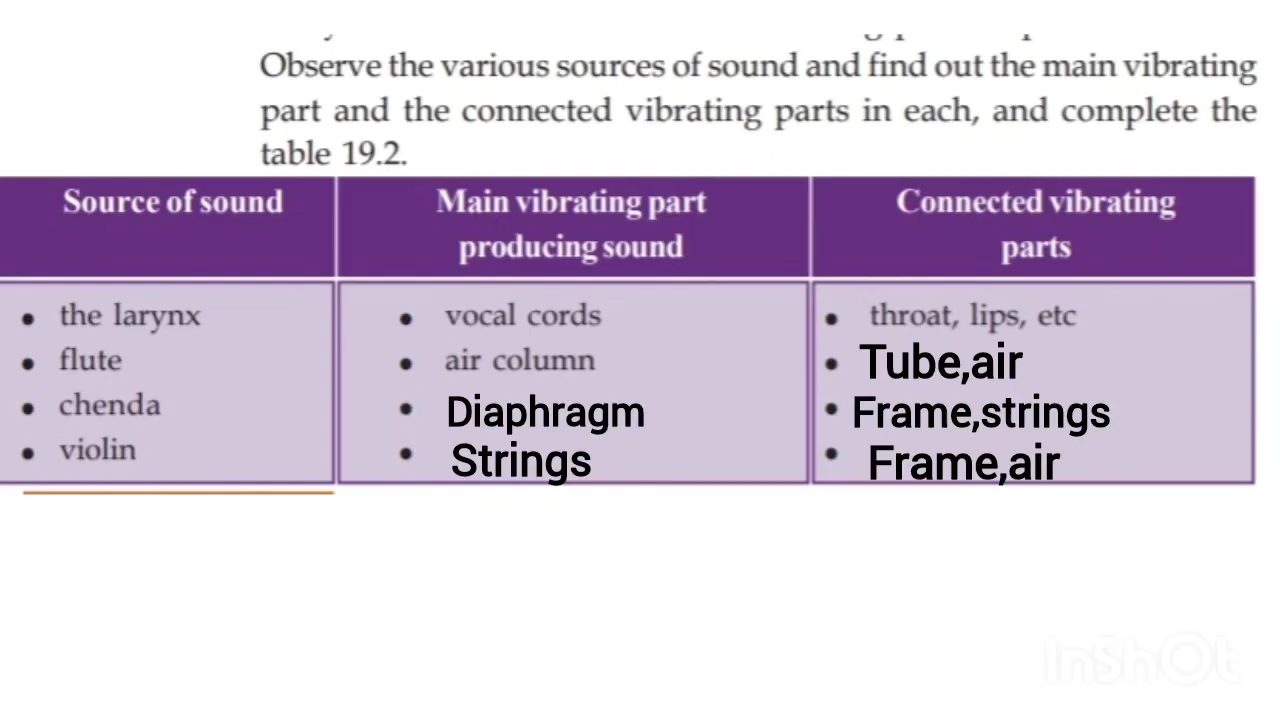 Observe the various sources of sound and find out the main vibrating
part and the connected vibrating parts in each, and complete the
table 19.2.
Source of sound
Main vibrating part
producing sound
Connected vibrating
parts
• the larynx
• vocal cords
• throat, lips, etc
• flute
• air column
• Tube,air
• chenda
• Diaphragm
• Frame,strings
• violin
• Strings
• Frame,air
InShOt